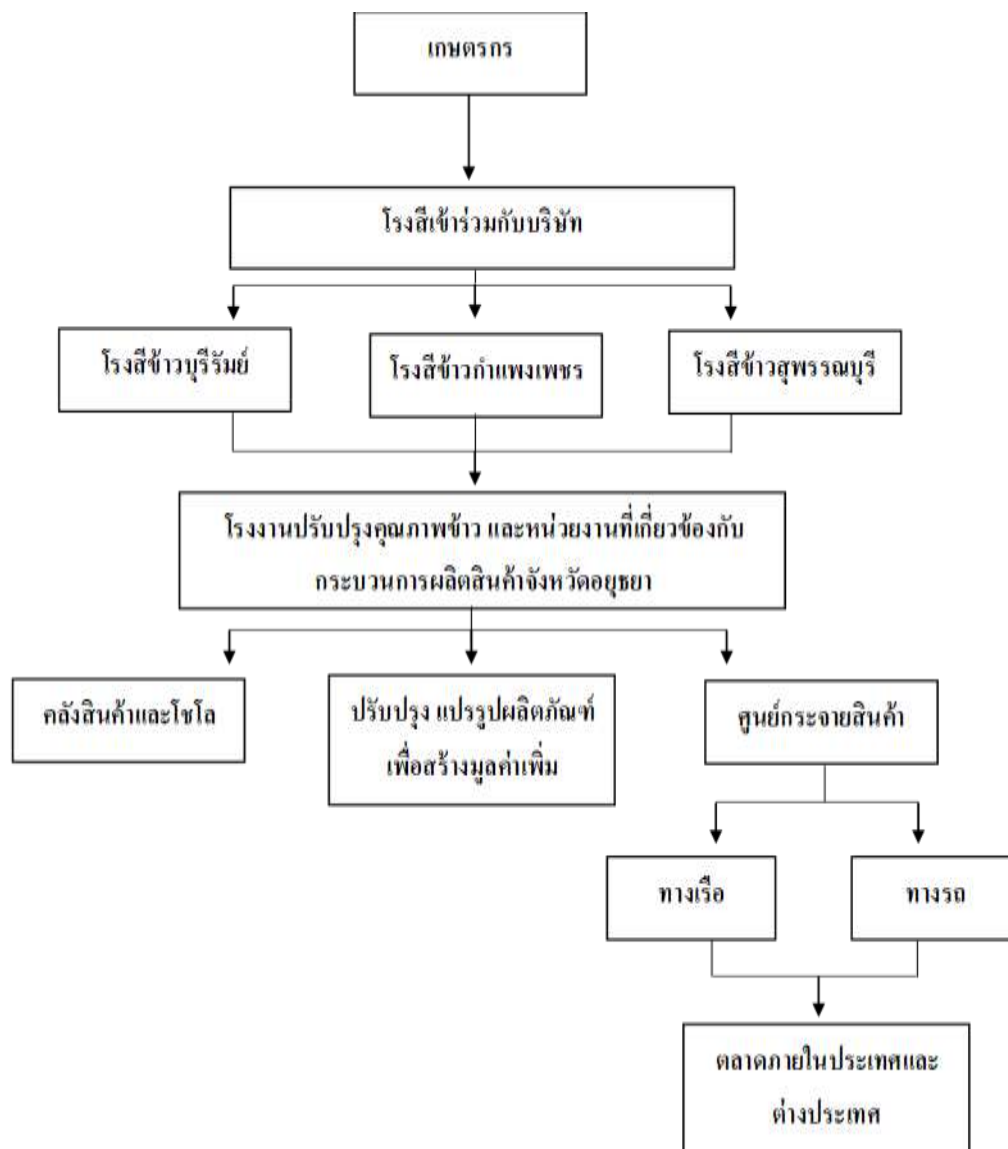 เกษตรกร
โรงสีเข้าร่วมกับบริษัท
โรงสีข้าวบุรีรัมย์
โรงสีข้าวกำแพงเพชร
โรงสีข้าวสุพรรณบุรี
โรงงานปรับปรุงคุณภาพข้าว และหน่วยงานที่เกี่ยวข้องกับ
กระบวนการผลิตสินค้าจังหวัดอยุธยา
คลังสินค้าและไซโล
ปรับปรุง แปรรูปผลิตภัณฑ์
เพื่อสร้างมูลค่าเพิ่ม
ศูนย์กระจายสินค้า
ทางเรือ
ทางรถ
ตลาดภายในประเทศและ
ต่างประเทศ